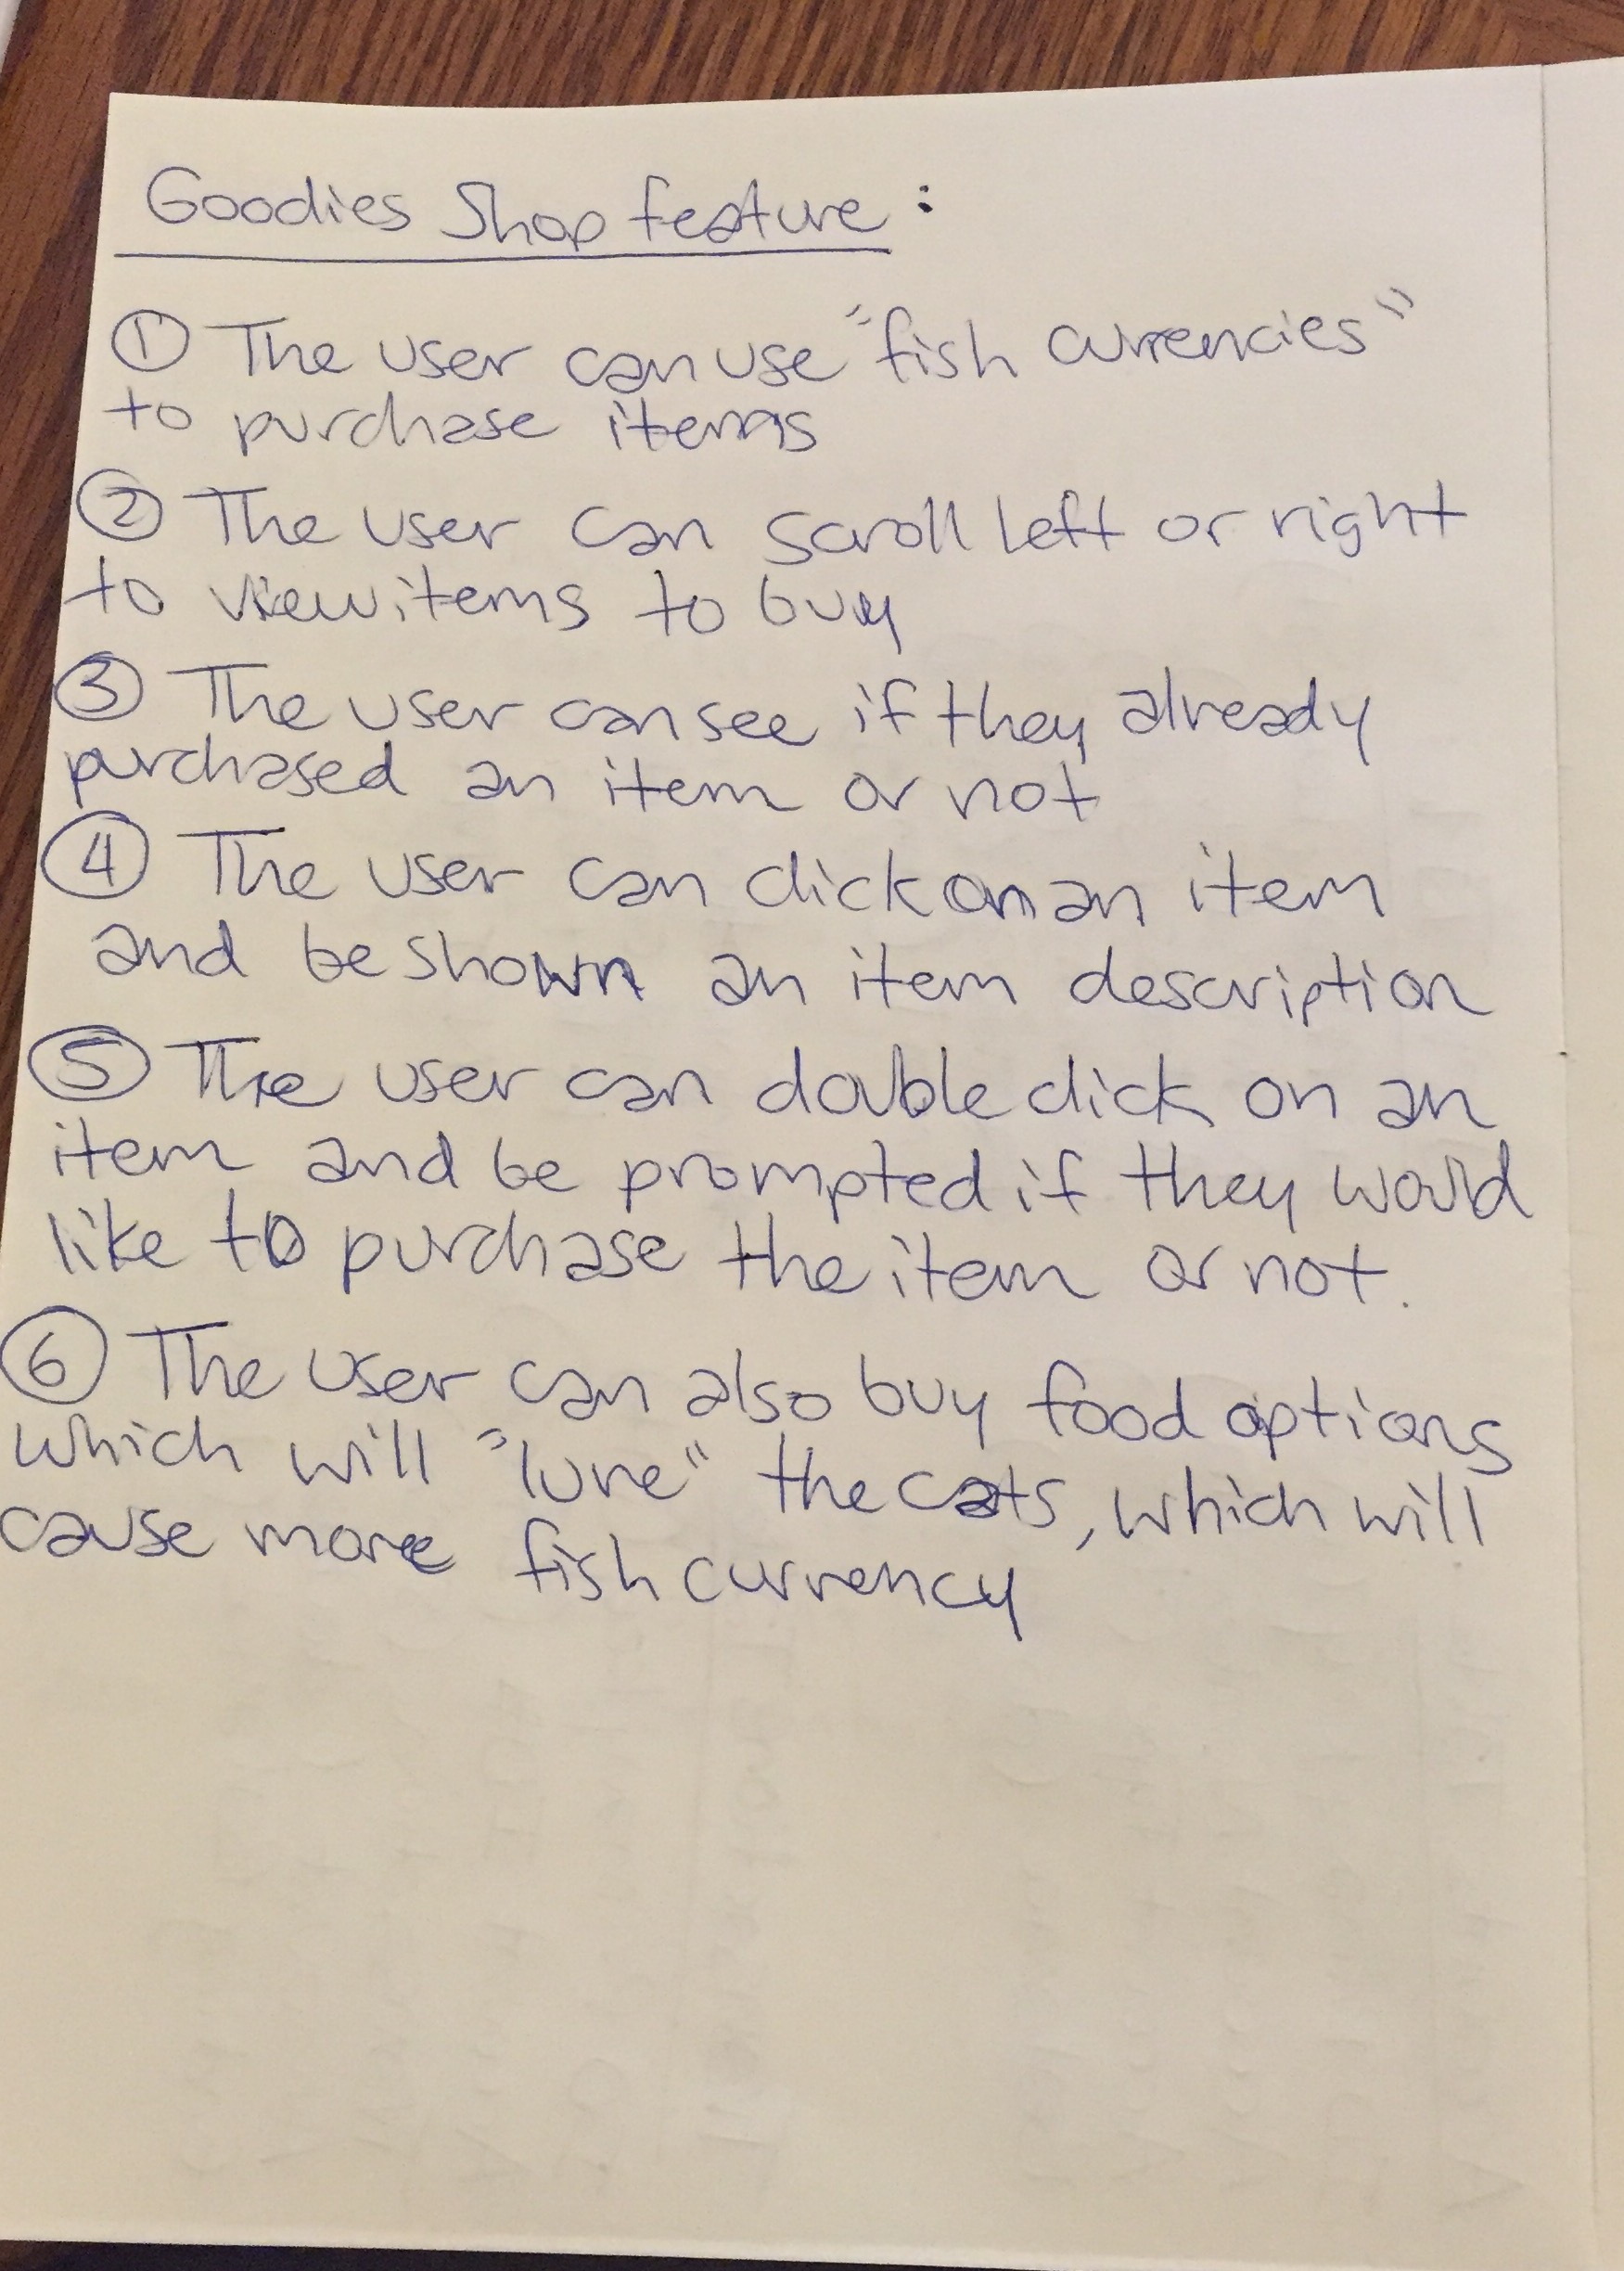 Goodies Shop feature:
① The user can use "fish currencies"
to purchase items
② The user can scroll left or right
to view items to buy
③ The user can see if they already
purchased an item or not
④ The user can click on an item
and be shown an item description
⑤ The user can double click on an
item and be prompted if they would
like to purchase the item or not.
⑥ The user can also buy food options
which will "lure" the cats, which will
cause more fish currency